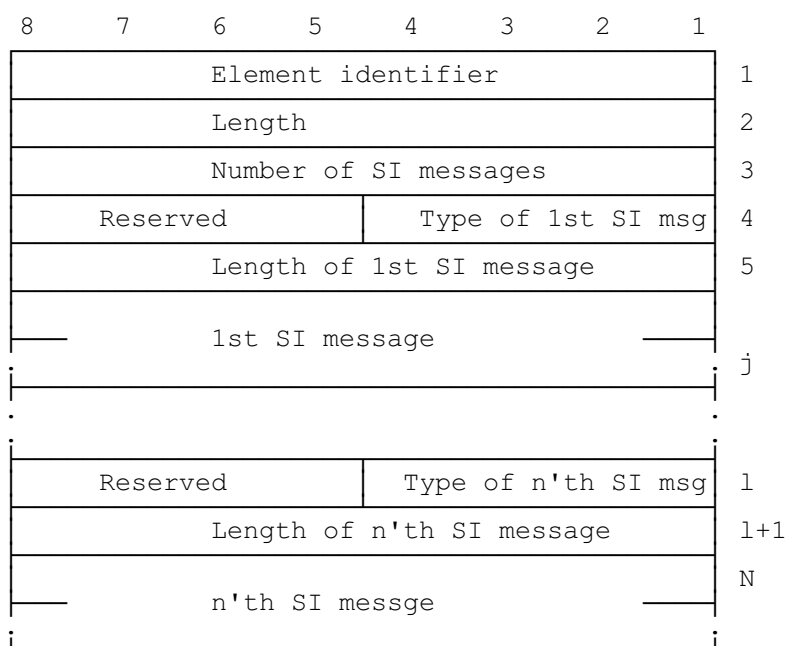 8 7 6 5 4 3 2 1
Element identifier 1
Length 2
Number of SI messages 3
Reserved Type of 1st SI msg 4
Length of 1st SI message 5
1st SI message
j
Reserved Type of n'th SI msg l
Length of n'th SI message l+1
N
n'th SI messge